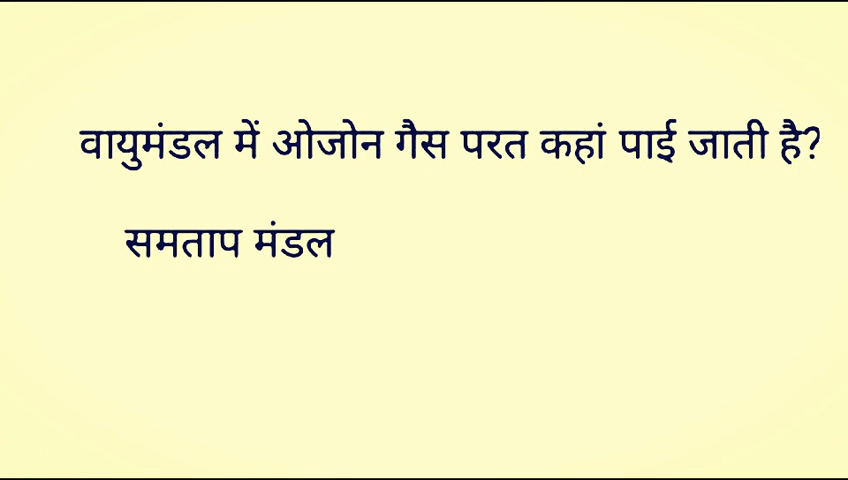 वायुमंडल में ओजोन गैस परत कहां पाई जाती है?
समताप मंडल